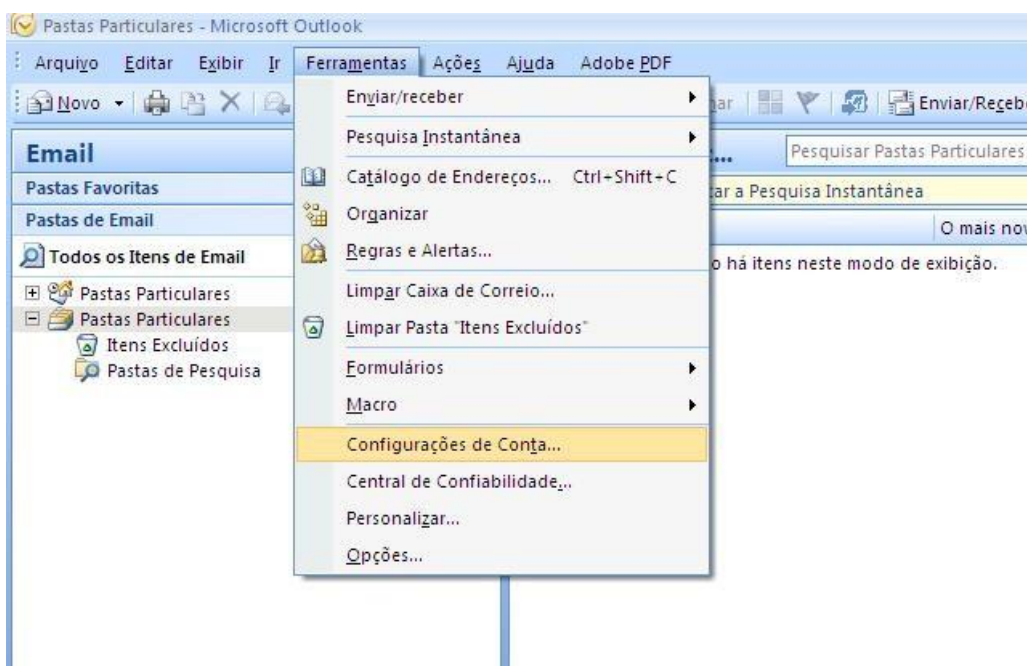 Pastas Particulares - Microsoft Outlook
Arquivo Editar Exibir Ir Ferramentas Ações Ajuda Adobe PDF
Novo Enviar/Receb
Email
Pesquisar Pastas Particulares
Pastas Favoritas
ar a Pesquisa Instantânea
Pastas de Email
O mais nov
Todos os Itens de Email
o há itens neste modo de exibição.
Pastas Particulares
Pastas Particulares
Itens Excluídos
Pastas de Pesquisa
Enviar/receber
Pesquisa Instantânea
Catálogo de Endereços... Ctrl+Shift+C
Organizar
Regras e Alertas...
Limpar Caixa de Correio...
Limpar Pasta "Itens Excluídos"
Formulários
Macro
Configurações de Conta...
Central de Confiabilidade...
Personalizar...
Opções...